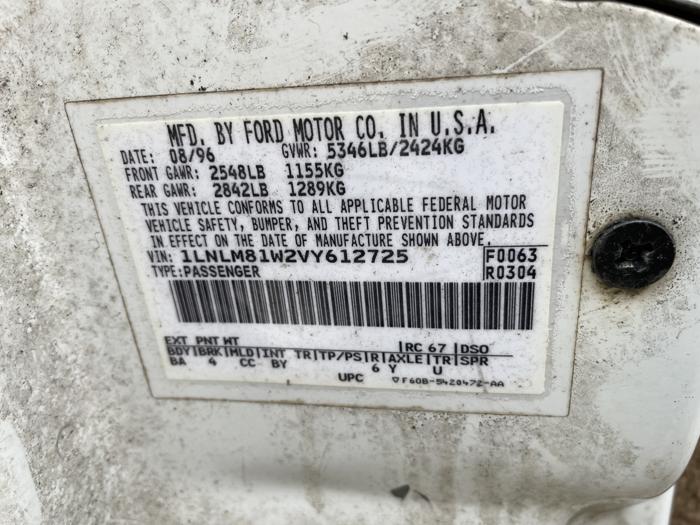 MFD. BY FORD MOTOR CO. IN U.S.A.
DATE: 08/96 GVWR: 5346LB/2424KG
FRONT GAWR: 2548LB 1155KG
REAR GAWR: 2842LB 1289KG
THIS VEHICLE CONFORMS TO ALL APPLICABLE FEDERAL MOTOR
VEHICLE SAFETY, BUMPER, AND THEFT PREVENTION STANDARDS
IN EFFECT ON THE DATE OF MANUFACTURE SHOWN ABOVE.
VIN: 1LNLM81W2VY612725 F0063
TYPE: PASSENGER R0304
EXT PNT WT RC 67 DSO
BDY BRK MLD INT TR TP/PS R AXLE TR SPR
BA 4 CC BY 6 Y U
UPC ▽F60B-5420472-AA